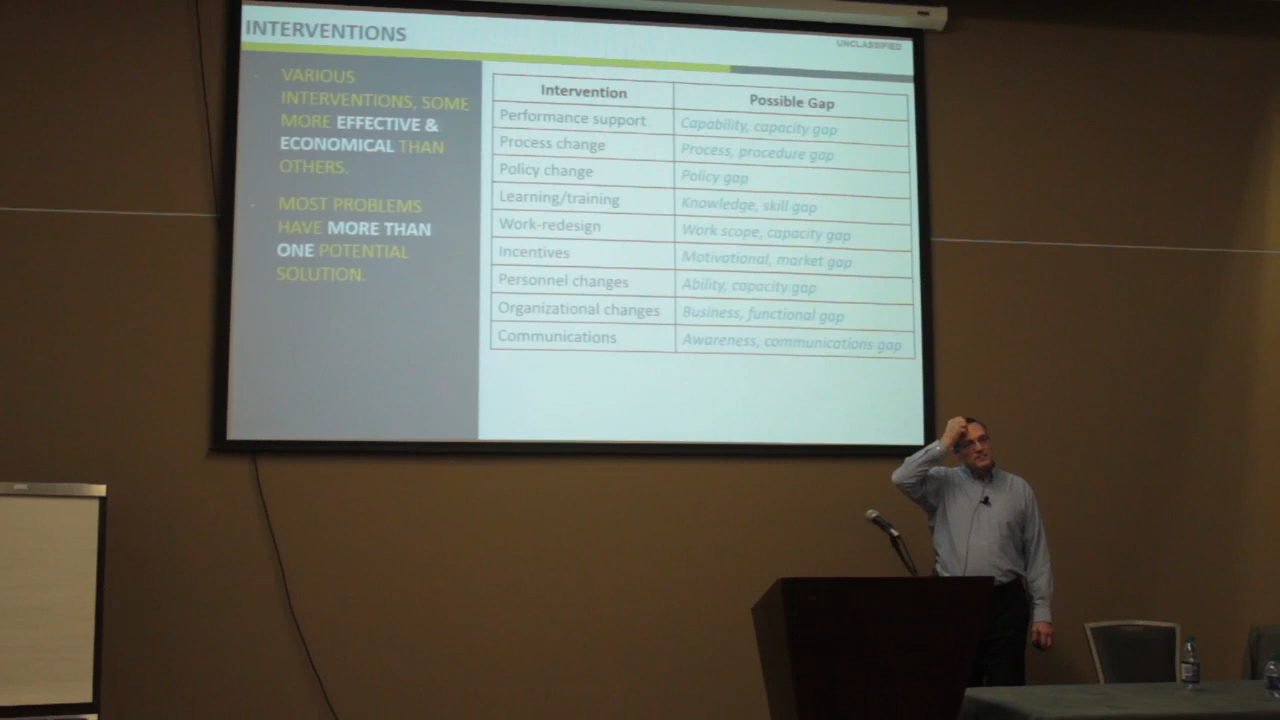 INTERVENTIONS
UNCLASSIFIED
VARIOUS
INTERVENTIONS, SOME
MORE EFFECTIVE &
ECONOMICAL THAN
OTHERS.
MOST PROBLEMS
HAVE MORE THAN
ONE POTENTIAL
SOLUTION.
Intervention Possible Gap
Performance support Capability, capacity gap
Process change Process, procedure gap
Policy change Policy gap
Learning/training Knowledge, skill gap
Work-redesign Work scope, capacity gap
Incentives Motivational, market gap
Personnel changes Ability, capacity gap
Organizational changes Business, functional gap
Communications Awareness, communications gap